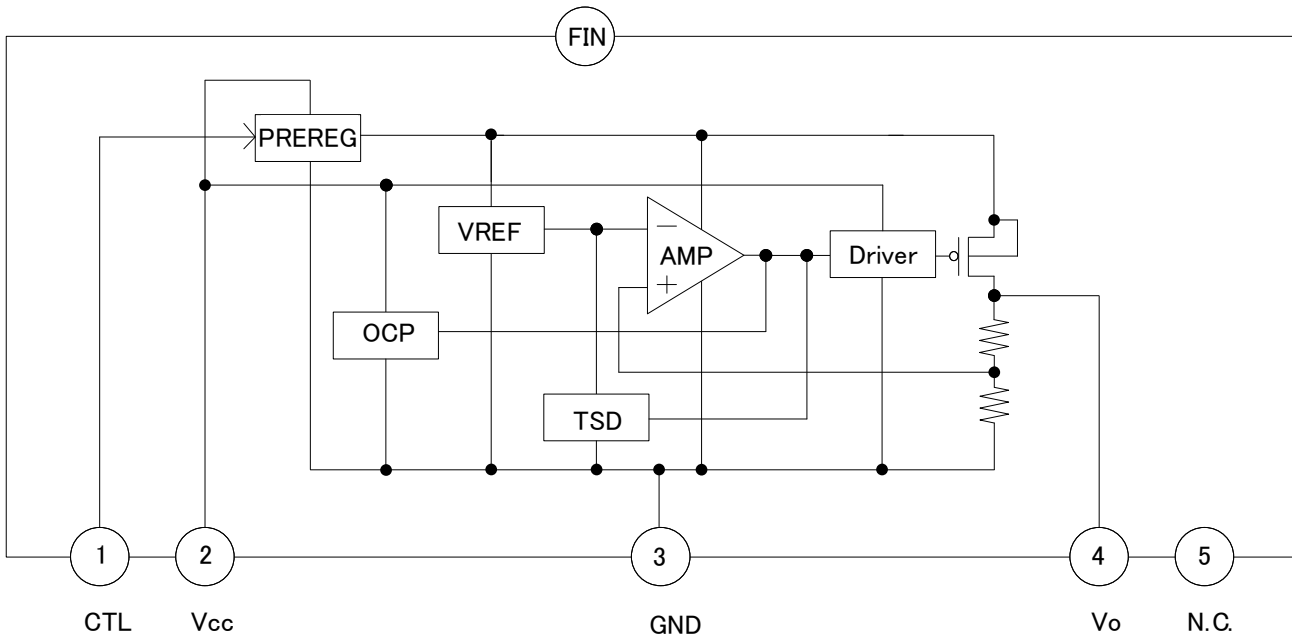 FIN
PREREG
VREF
−
AMP
+
Driver
OCP
TSD
1
2
3
4
5
CTL
Vcc
GND
Vo
N.C.